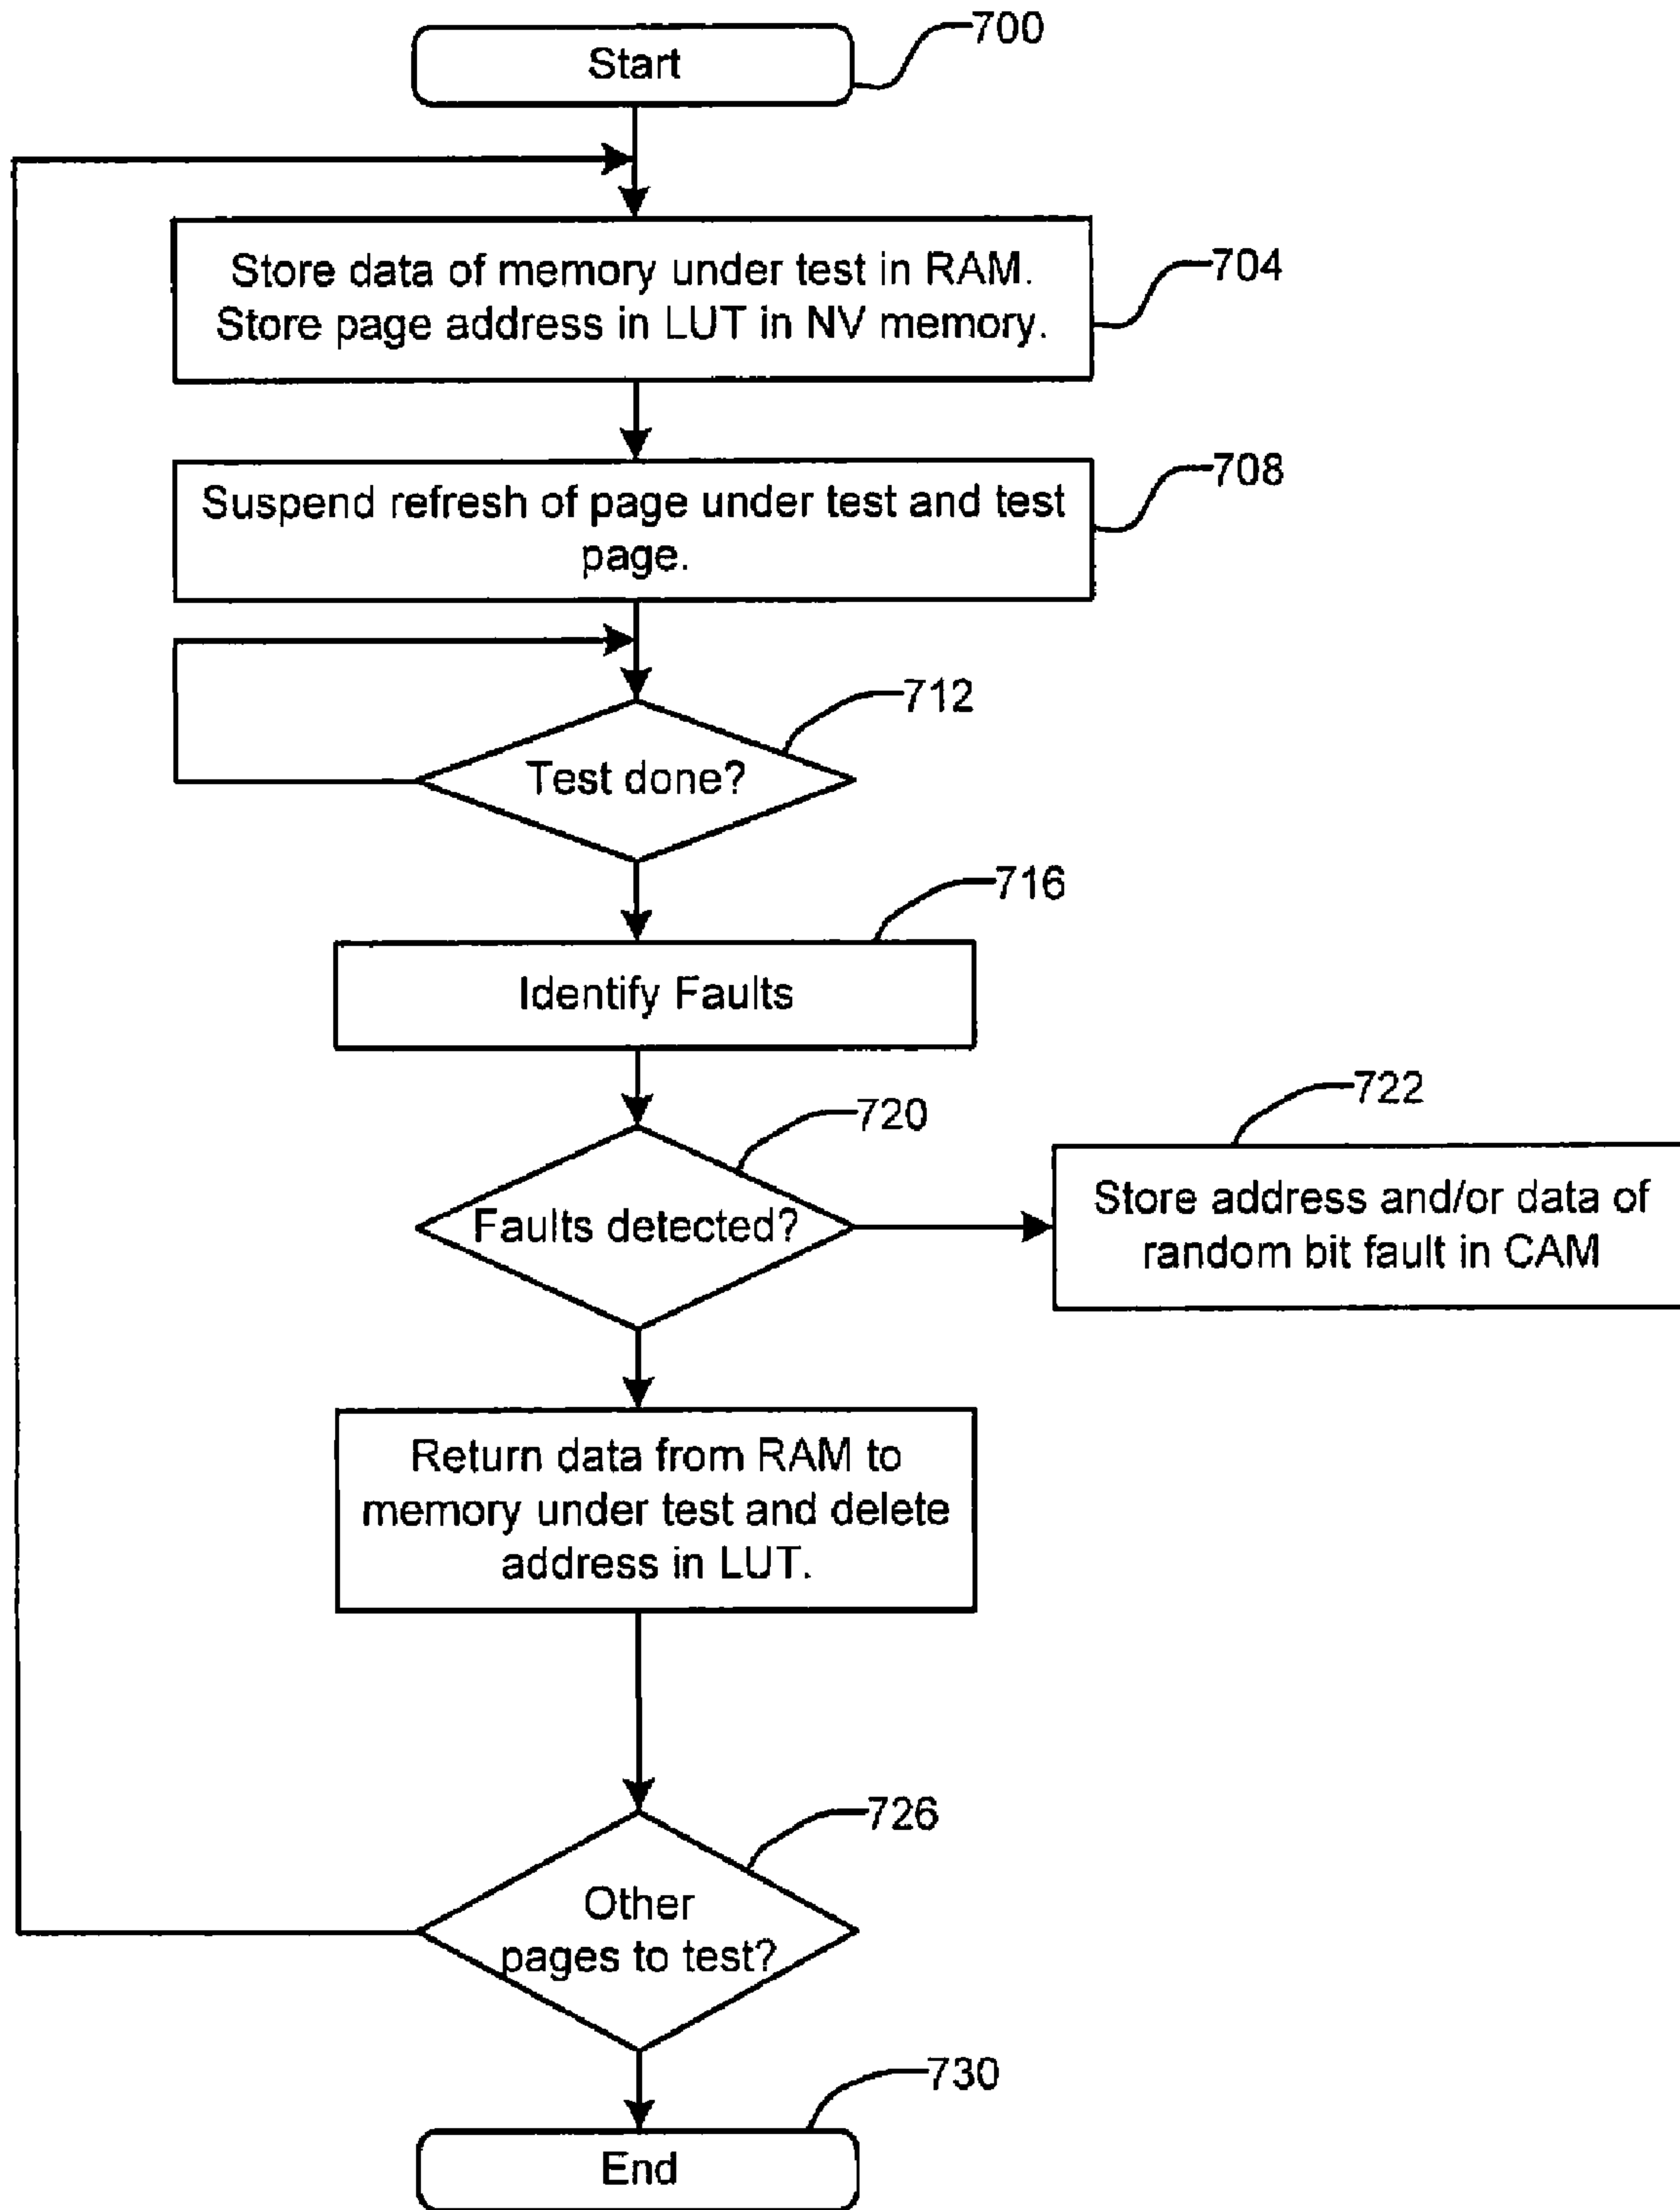 Start
700
Store data of memory under test in RAM.
Store page address in LUT in NV memory.
704
Suspend refresh of page under test and test
page.
708
Test done?
712
Identify Faults
716
Faults detected?
720
Store address and/or data of
random bit fault in CAM
722
Return data from RAM to
memory under test and delete
address in LUT.
Other
pages to test?
726
End
730